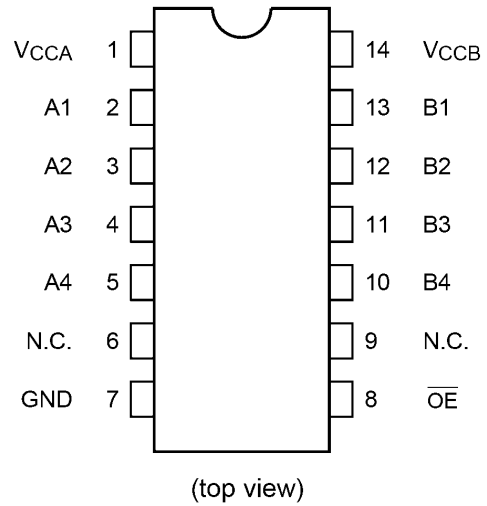 VCCA 1 14 VCCB
A1 2 13 B1
A2 3 12 B2
A3 4 11 B3
A4 5 10 B4
N.C. 6 9 N.C.
GND 7 8 O̅E̅
(top view)